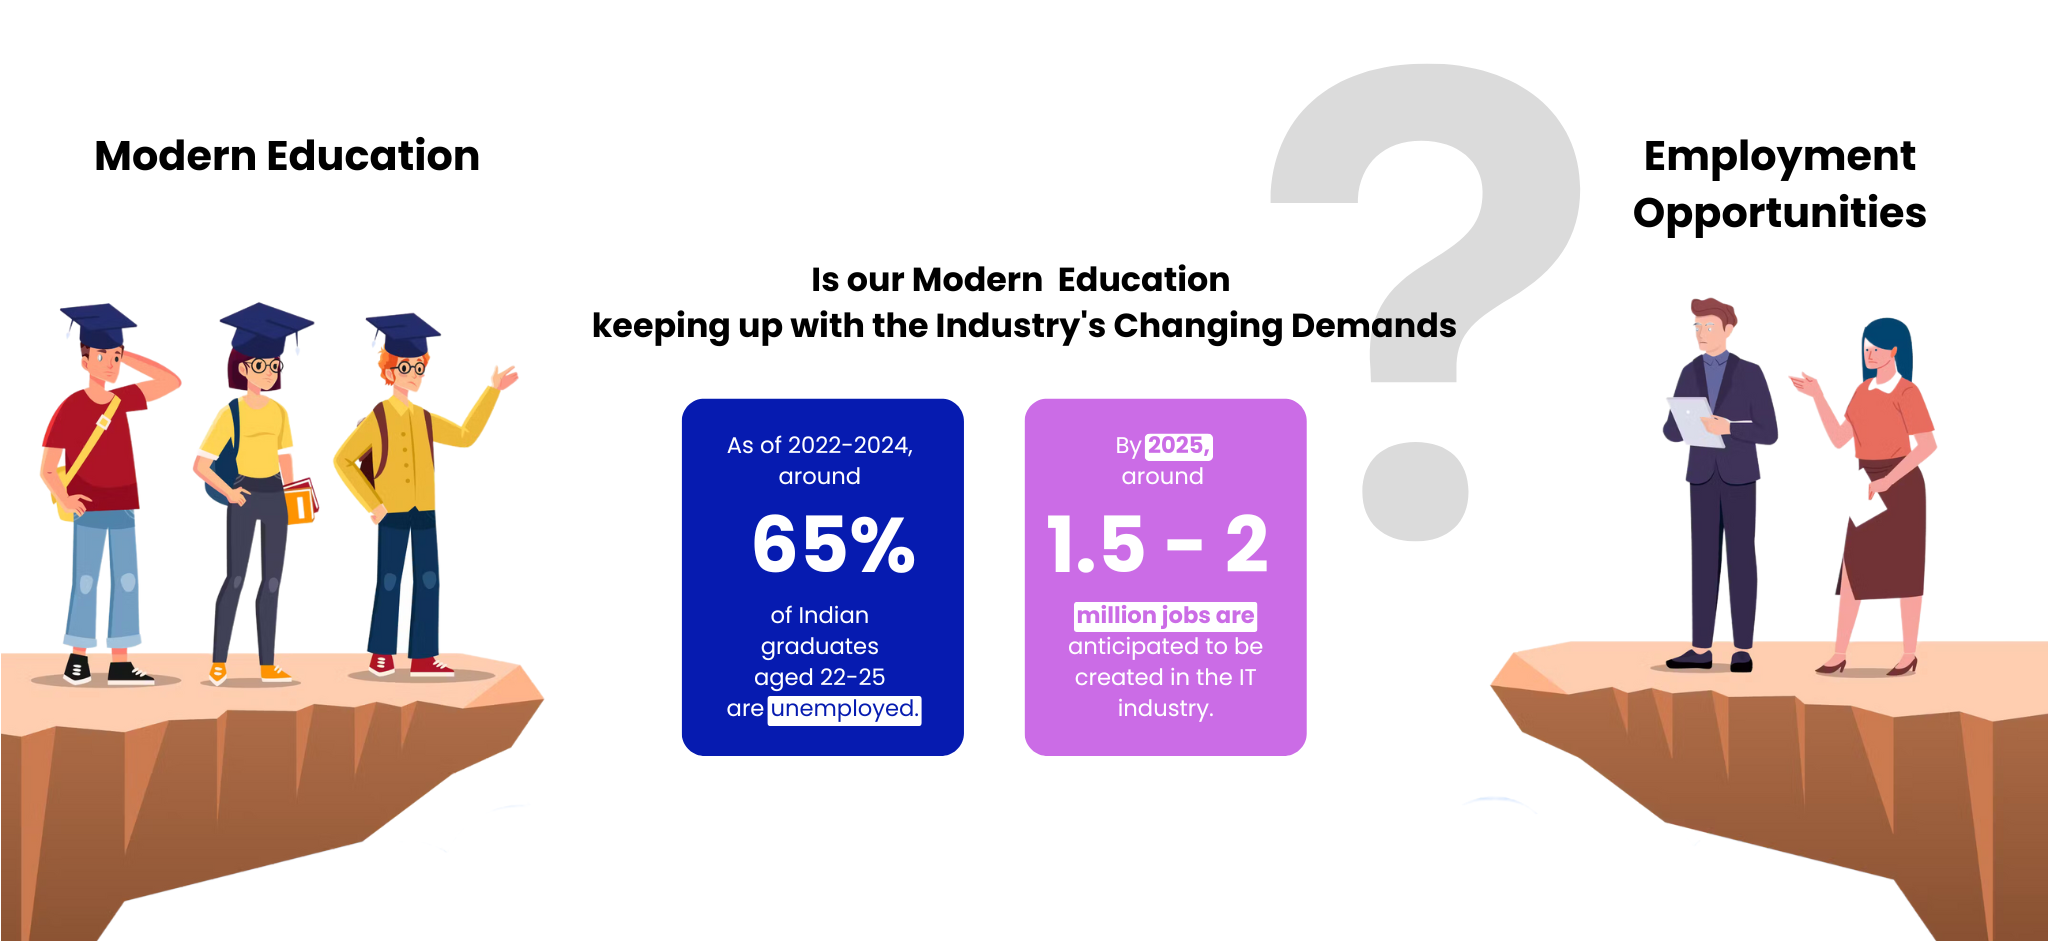 Modern Education
Employment
Opportunities
Is our Modern Education
keeping up with the Industry's Changing Demands
?
As of 2022-2024,
around
65%
of Indian
graduates
aged 22-25
are unemployed.
By 2025,
around
1.5 - 2
million jobs are
anticipated to be
created in the IT
industry.